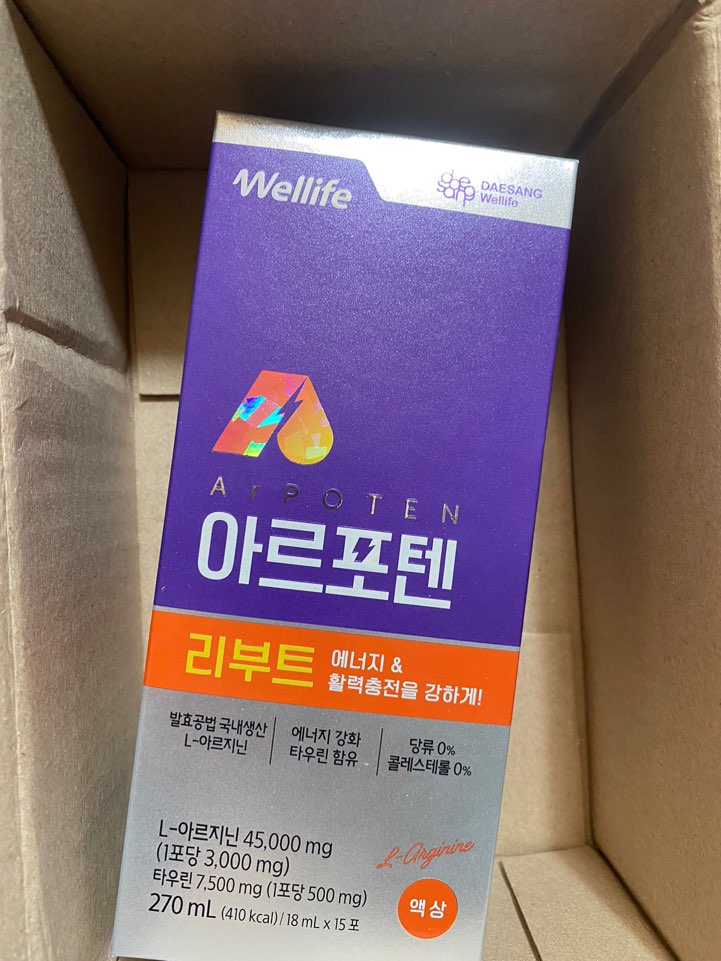 Wellife
daesang DAESANG
Wellife
ArPOTEN
아르포텐
리부트 에너지 &
활력충전을 강하게!
발효공법 국내생산
L-아르지닌
에너지 강화
타우린 함유
당류 0%
콜레스테롤 0%
L-아르지닌 45,000 mg
(1포당 3,000 mg)
타우린 7,500 mg (1포당 500 mg)
270 mL (410 kcal) / 18 mL x 15 포
L-Arginine
액상